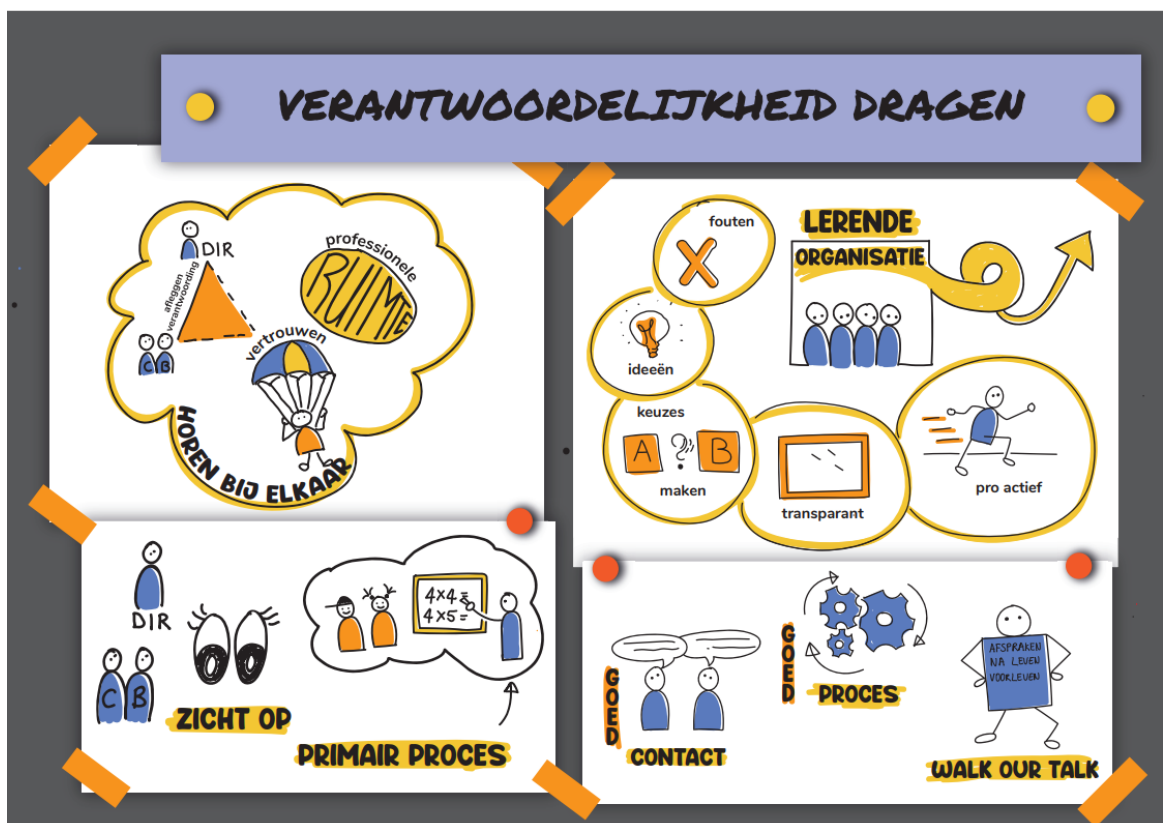 VERANTWOORDELIJKHEID DRAGEN
DIR
afleggen
verantwoording
C B
professionele
RUIMTE
vertrouwen
HOREN BIJ ELKAAR
fouten
ideeën
keuzes
A ? B
maken
transparant
pro actief
LERENDE
ORGANISATIE
DIR
C B
ZICHT OP
4×4=
4×5=
PRIMAIR PROCES
GOED
CONTACT
GOED
PROCES
AFSPRAKEN
NA LEVEN
VOORLEVEN
WALK OUR TALK